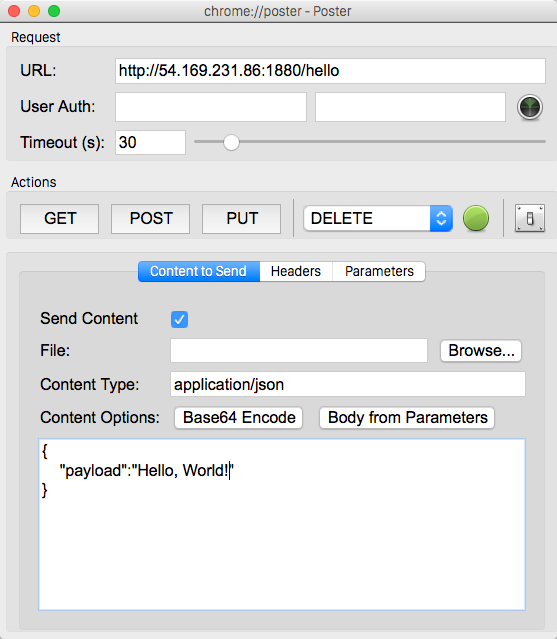 chrome://poster - Poster
Request
URL: http://54.169.231.86:1880/hello
User Auth:
Timeout (s): 30
Actions
GET POST PUT DELETE
Content to Send Headers Parameters
Send Content
File: Browse...
Content Type: application/json
Content Options: Base64 Encode Body from Parameters
{
"payload":"Hello, World!"
}